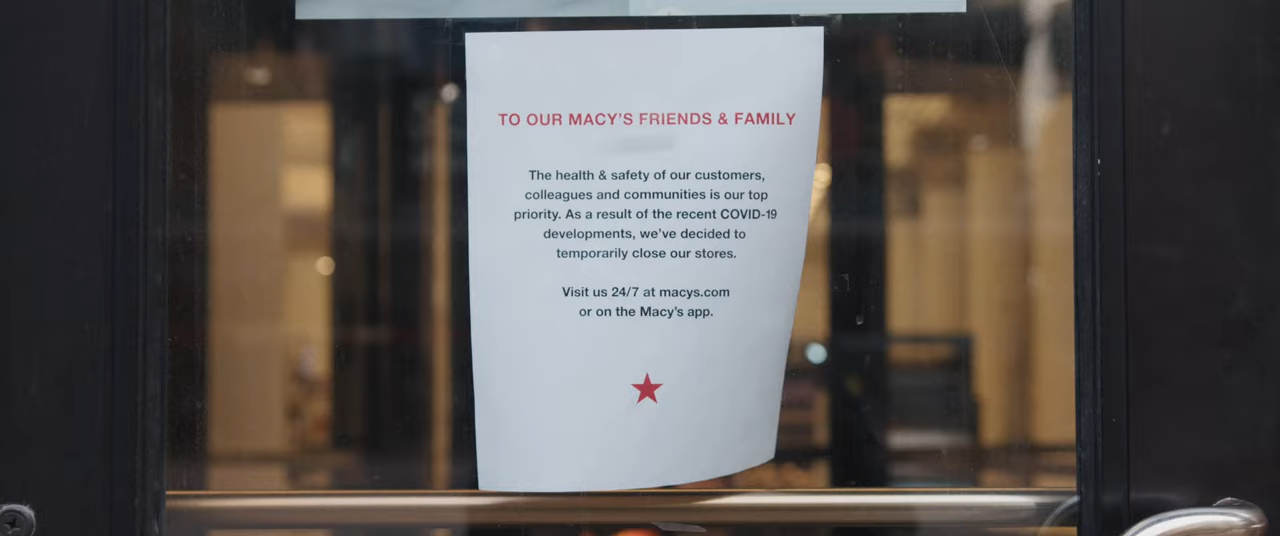 TO OUR MACY’S FRIENDS & FAMILY
The health & safety of our customers,
colleagues and communities is our top
priority. As a result of the recent COVID-19
developments, we’ve decided to
temporarily close our stores.
Visit us 24/7 at macys.com
or on the Macy’s app.